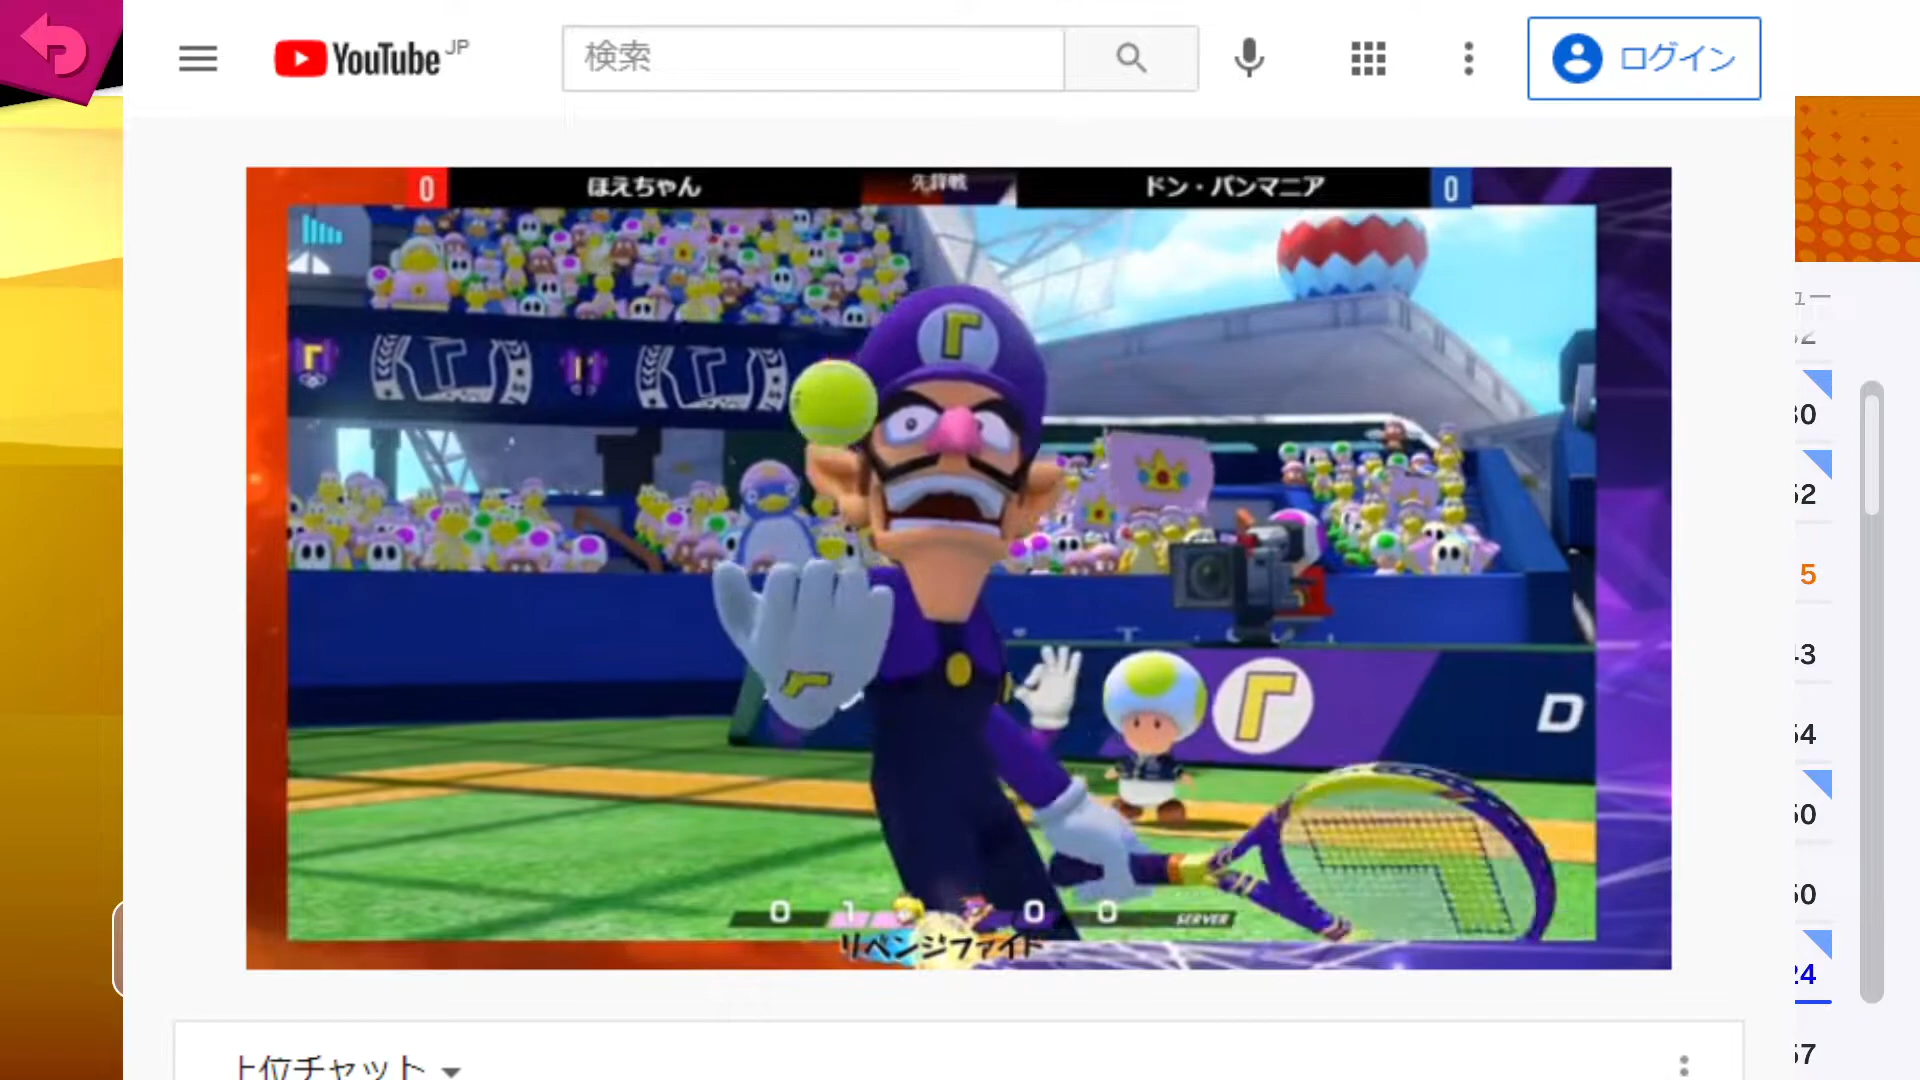 YouTube JP
検索
ログイン
0 ほえちゃん 先鋒戦 ドン・パンマニア 0
D
0 1 0 0 SERVER
リベンジファイト
上位チャット
5